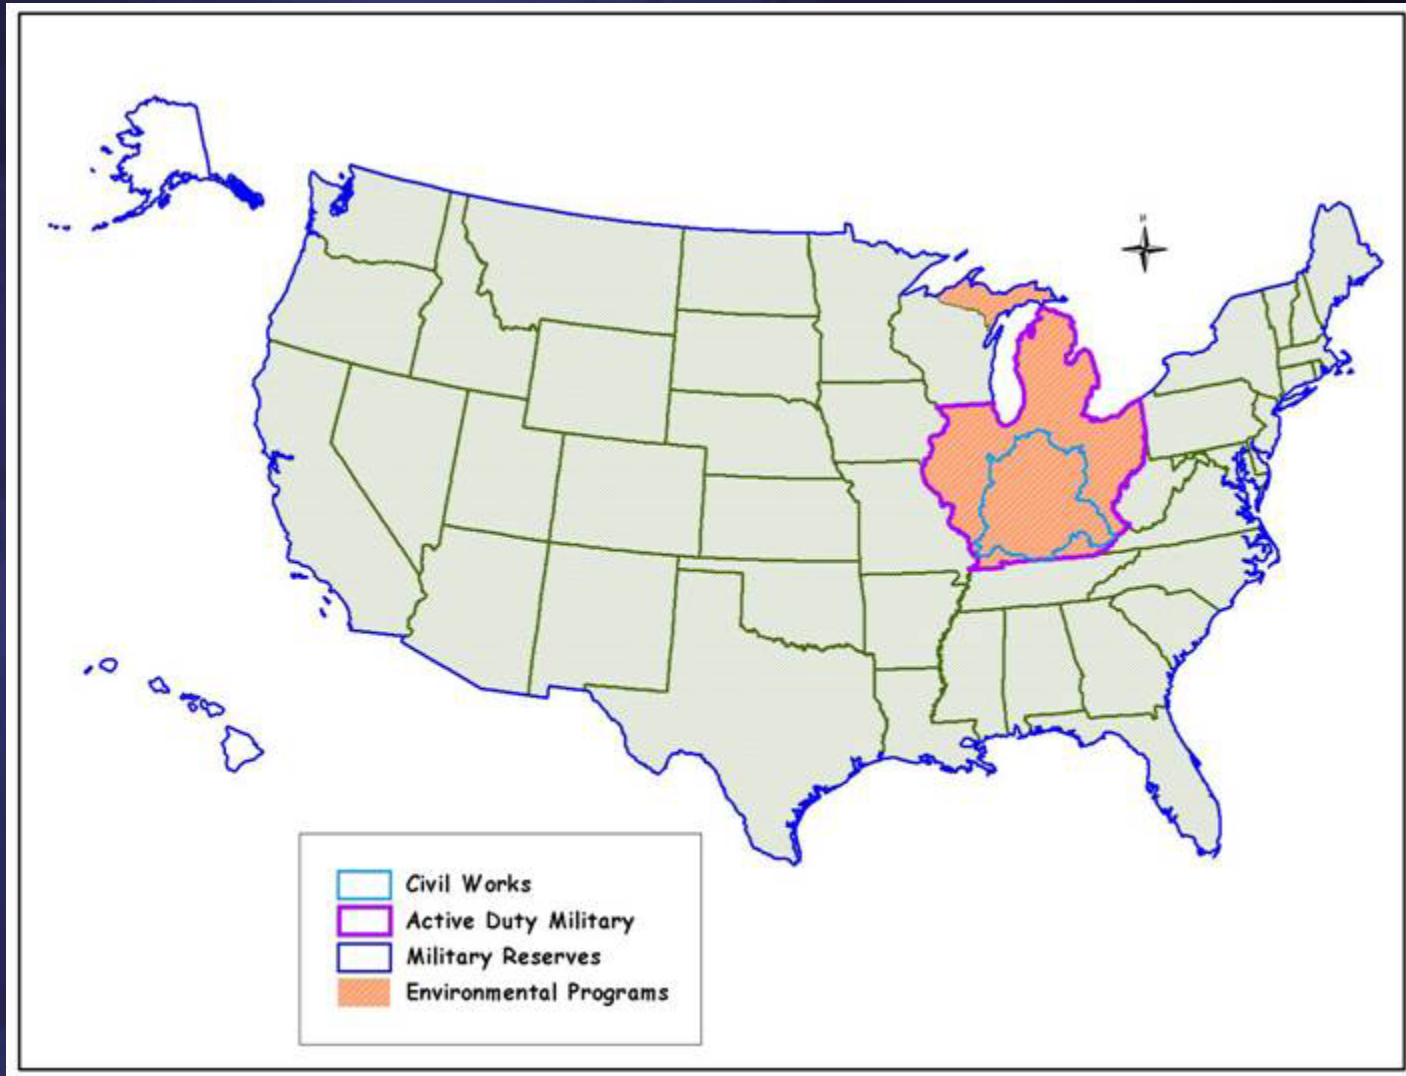 N
Civil Works
Active Duty Military
Military Reserves
Environmental Programs